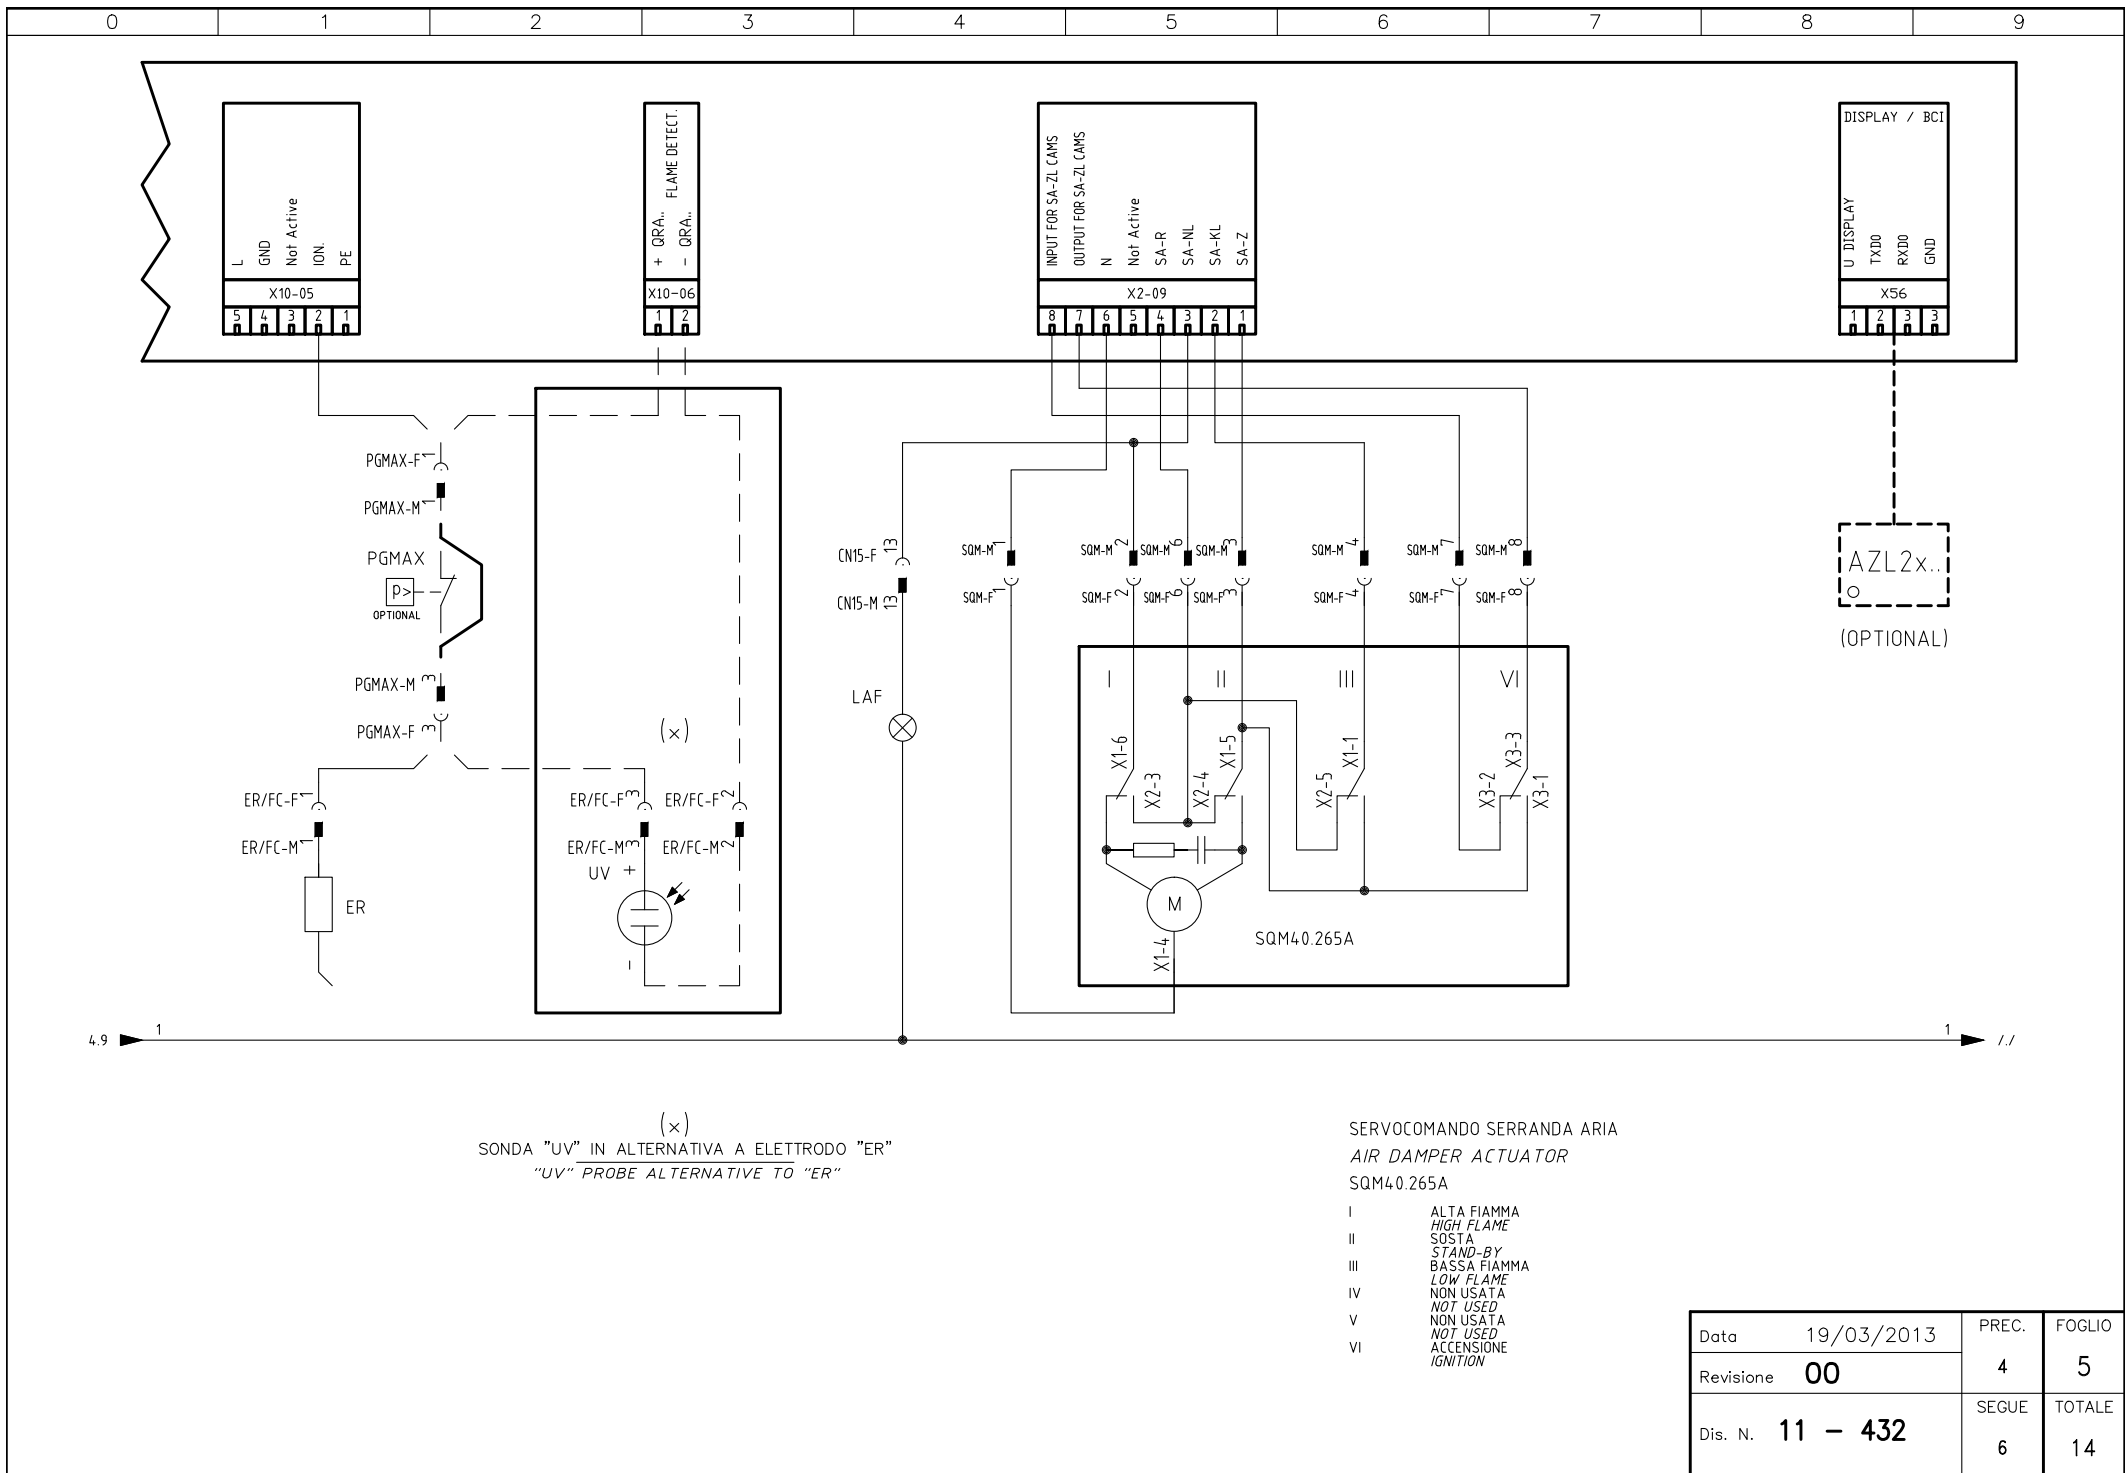 0 1 2 3 4 5 6 7 8 9
L
GND
Not Active
ION.
PE
X10-05
5 4 3 2 1
+ QRA..
- QRA..
FLAME DETECT.
X10-06
1 2
INPUT FOR SA-ZL CAMS
OUTPUT FOR SA-ZL CAMS
N
Not Active
SA-R
SA-NL
SA-KL
SA-Z
X2-09
8 7 6 5 4 3 2 1
DISPLAY / BCI
U DISPLAY
TXD0
RXD0
GND
X56
1 2 3 3
PGMAX-F 1
PGMAX-M 1
PGMAX
P>
OPTIONAL
PGMAX-M 3
PGMAX-F 3
ER/FC-F 1
ER/FC-M 1
ER
(x)
ER/FC-F 3
ER/FC-M 3
ER/FC-F 2
ER/FC-M 2
UV +
-
CN15-F 13
CN15-M 13
LAF
SQM-M 1
SQM-F 1
SQM-M 2
SQM-F 2
SQM-M 6
SQM-F 6
SQM-M 3
SQM-F 3
SQM-M 4
SQM-F 4
SQM-M 7
SQM-F 7
SQM-M 8
SQM-F 8
I II III VI
X1-6
X2-3
X1-5
X2-4
X1-1
X2-5
X3-3
X3-2
X3-1
M
X1-4
SQM40.265A
AZL2x..
(OPTIONAL)
4.9 1
1 /./
(x)
SONDA "UV" IN ALTERNATIVA A ELETTRODO "ER"
"UV" PROBE ALTERNATIVE TO "ER"
SERVOCOMANDO SERRANDA ARIA
AIR DAMPER ACTUATOR
SQM40.265A
I ALTA FIAMMA
HIGH FLAME
II SOSTA
STAND-BY
III BASSA FIAMMA
LOW FLAME
IV NON USATA
NOT USED
V NON USATA
NOT USED
VI ACCENSIONE
IGNITION
Data 19/03/2013
Revisione 00
Dis. N. 11 - 432
PREC.
4
FOGLIO
5
SEGUE
6
TOTALE
14